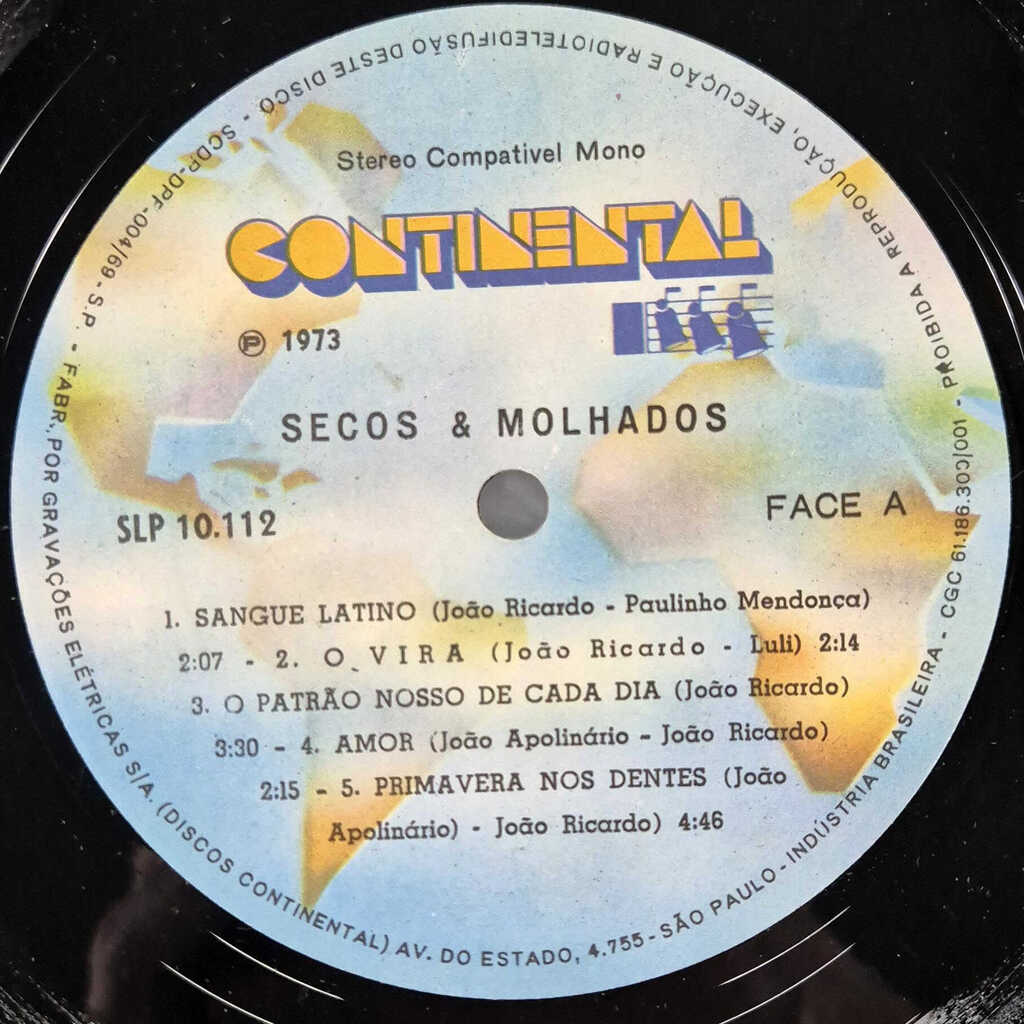 Stereo Compativel Mono
CONTINENTAL
Ⓟ 1973
SECOS & MOLHADOS
SLP 10.112
FACE A
1. SANGUE LATINO (João Ricardo - Paulinho Mendonça)
2:07 - 2. O VIRA (João Ricardo - Luli) 2:14
3. O PATRÃO NOSSO DE CADA DIA (João Ricardo)
3:30 - 4. AMOR (João Apolinário - João Ricardo)
2:15 - 5. PRIMAVERA NOS DENTES (João
Apolinário) - João Ricardo) 4:46
FABR. POR GRAVAÇÕES ELÉTRICAS S/A. (DISCOS CONTINENTAL) AV. DO ESTADO, 4.755 - SÃO PAULO - INDÚSTRIA BRASILEIRA - CGC 61.186.300/001 - PROIBIDA A REPRODUÇÃO, EXECUÇÃO E RADIOTELEDIFUSÃO DESTE DISCO - SCDP-DPF-004/69 - S.P. -